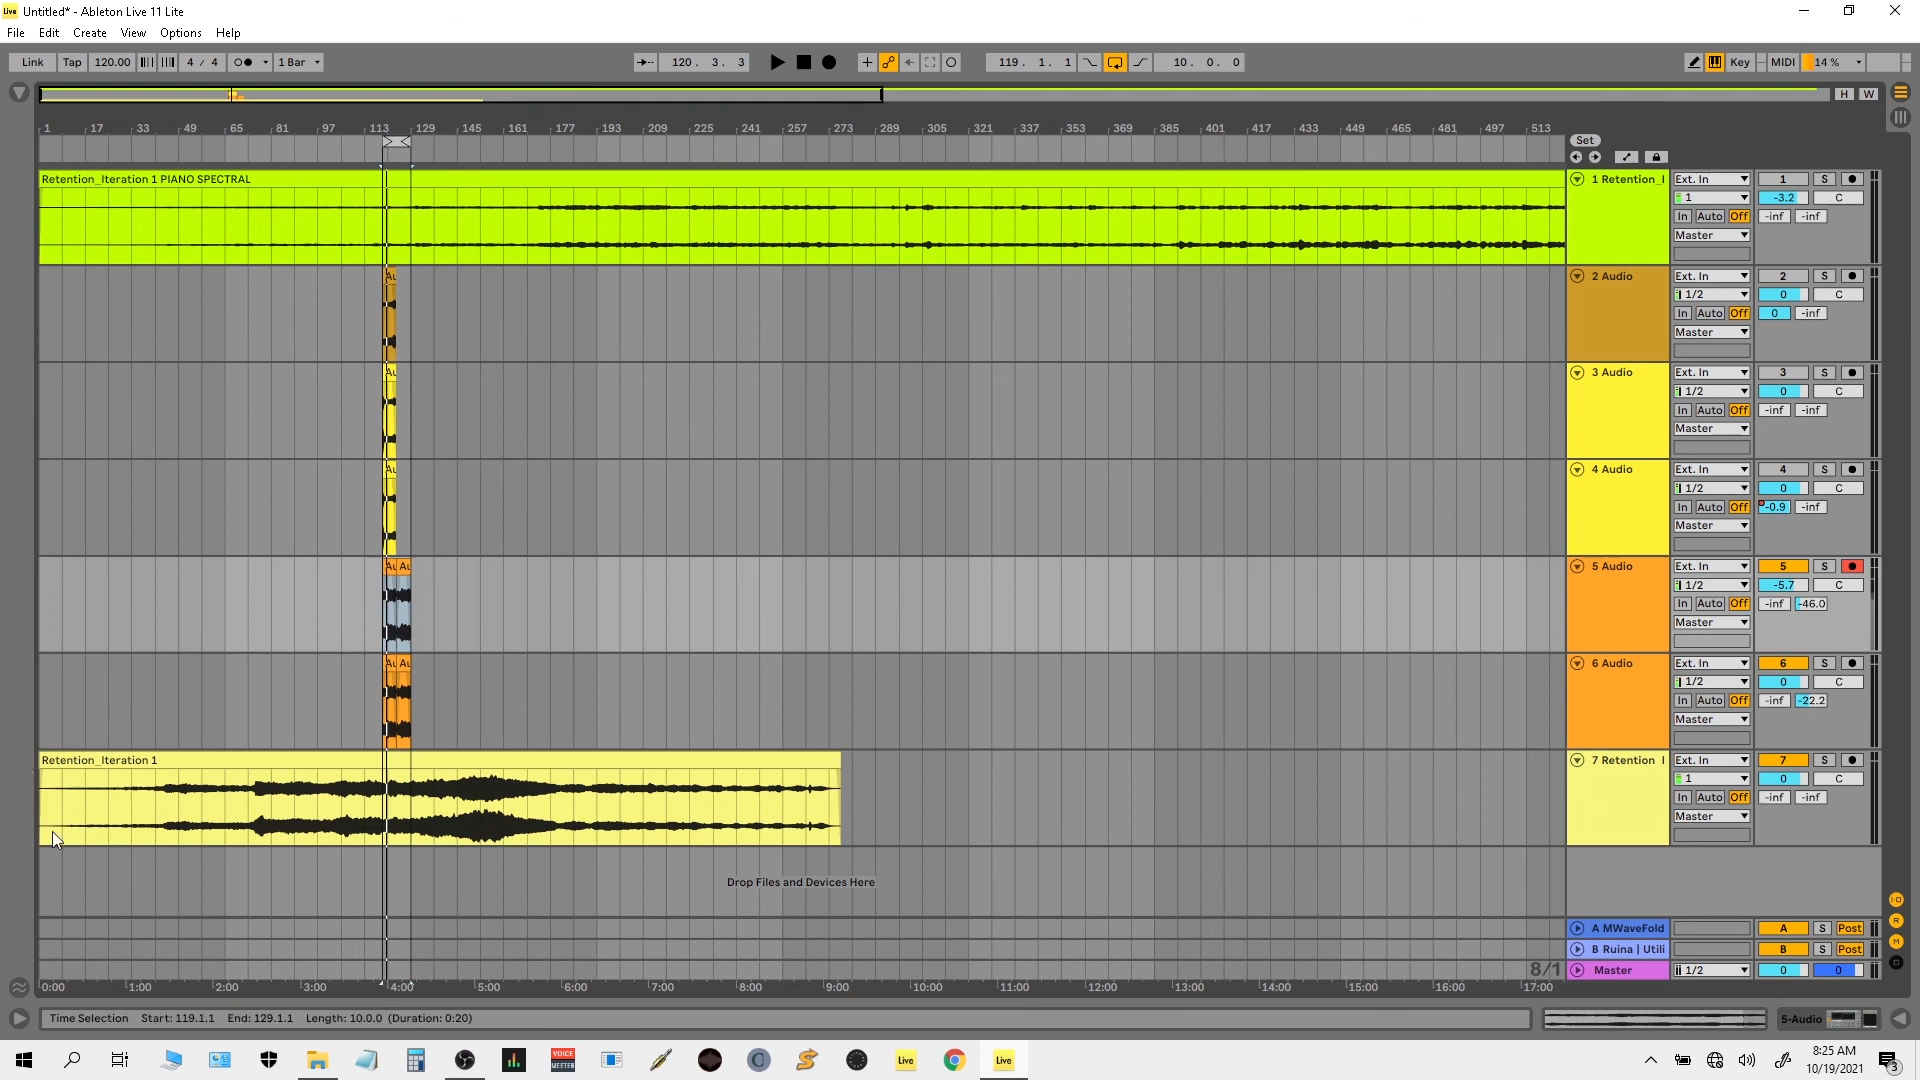 Live Untitled* - Ableton Live 11 Lite
File Edit Create View Options Help
Link Tap 120.00 4 / 4 1 Bar 120. 3. 3 119. 1. 1 10. 0. 0 Key MIDI 14 %
H W
1 17 33 49 65 81 97 113 129 145 161 177 193 209 225 241 257 273 289 305 321 337 353 369 385 401 417 433 449 465 481 497 513
Set
Retention_Iteration 1 PIANO SPECTRAL 1 Retention_I Ext. In 1 S
1 -3.2 C
In Auto Off -inf -inf
Master
Au 2 Audio Ext. In 2 S
1/2 0 C
In Auto Off 0 -inf
Master
Au 3 Audio Ext. In 3 S
1/2 0 C
In Auto Off -inf -inf
Master
Au 4 Audio Ext. In 4 S
1/2 0 C
In Auto Off -0.9 -inf
Master
Au Au 5 Audio Ext. In 5 S
1/2 -5.7 C
In Auto Off -inf -46.0
Master
Au Au 6 Audio Ext. In 6 S
1/2 0 C
In Auto Off -inf -22.2
Master
Retention_Iteration 1 7 Retention I Ext. In 7 S
1 0 C
In Auto Off -inf -inf
Master
Drop Files and Devices Here
I·O
R
M
D
A MWaveFold A S Post
B Ruina | Utili B S Post
8/1 Master 1/2 0 0
0:00 1:00 2:00 3:00 4:00 5:00 6:00 7:00 8:00 9:00 10:00 11:00 12:00 13:00 14:00 15:00 16:00 17:00
Time Selection Start: 119.1.1 End: 129.1.1 Length: 10.0.0 (Duration: 0:20) 5-Audio
VOICE MEETER
C
Live
Live
8:25 AM
10/19/2021
3